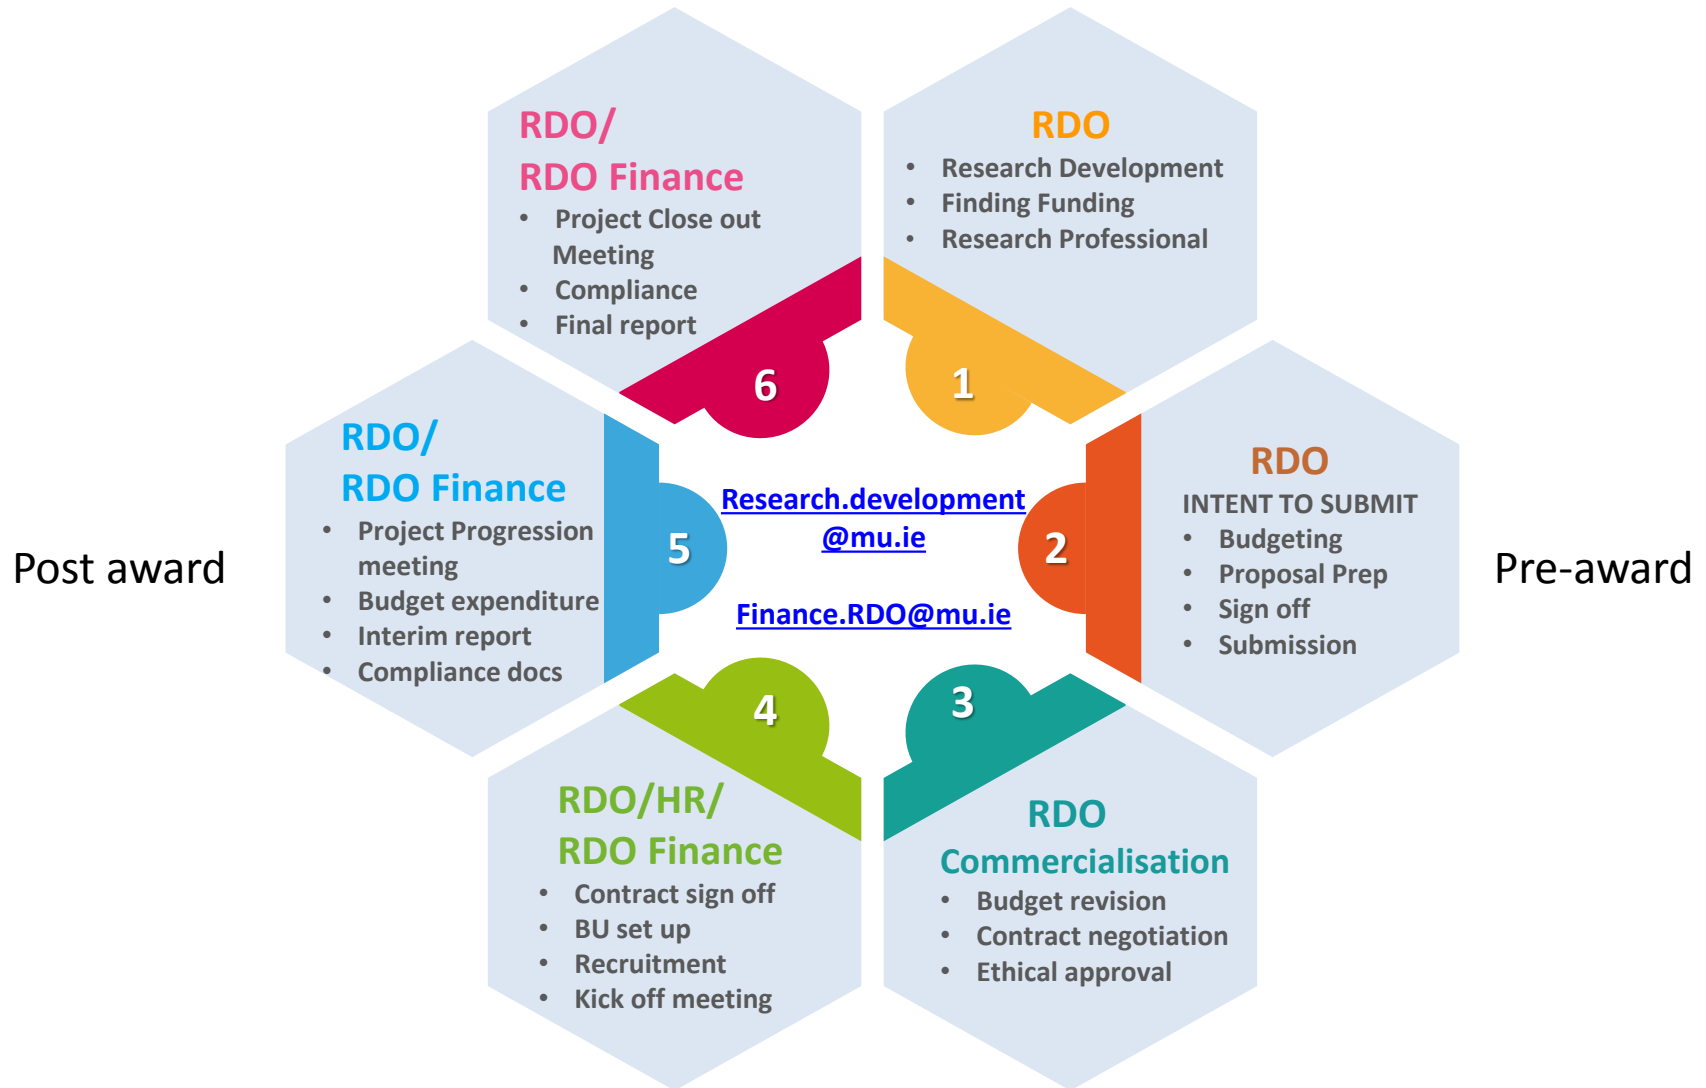 RDO
• Research Development
• Finding Funding
• Research Professional
1
RDO
INTENT TO SUBMIT
• Budgeting
• Proposal Prep
• Sign off
• Submission
2
Pre-award
3
RDO
Commercialisation
• Budget revision
• Contract negotiation
• Ethical approval
4
RDO/HR/
RDO Finance
• Contract sign off
• BU set up
• Recruitment
• Kick off meeting
RDO/
RDO Finance
• Project Progression
meeting
• Budget expenditure
• Interim report
• Compliance docs
5
Post award
RDO/
RDO Finance
• Project Close out
Meeting
• Compliance
• Final report
6
Research.development
@mu.ie
Finance.RDO@mu.ie